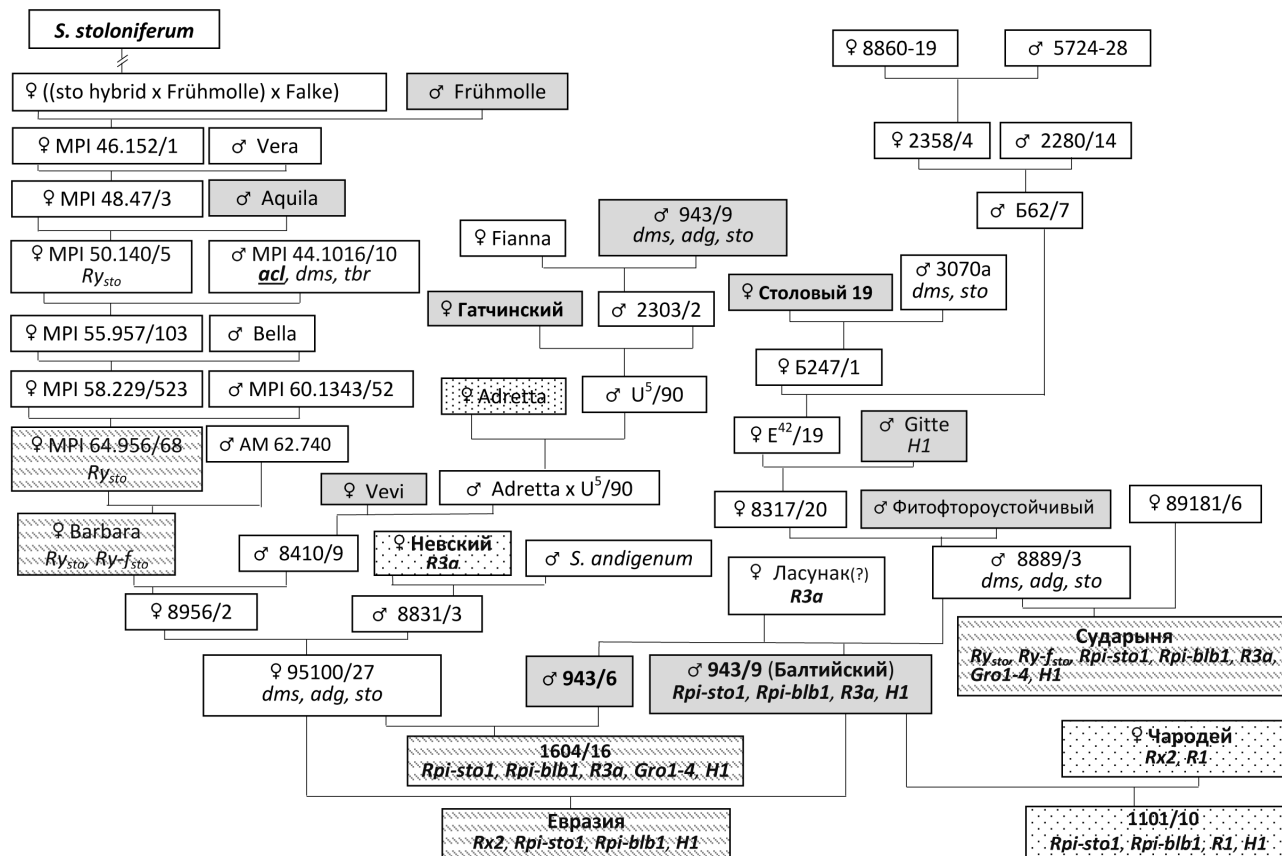 S. stoloniferum
♀ 8860-19
♂ 5724-28
♀ ((sto hybrid x Frühmolle) x Falke)
♂ Frühmolle
♀ MPI 46.152/1
♂ Vera
♀ 2358/4
♂ 2280/14
♀ MPI 48.47/3
♂ Aquila
♂ Б62/7
♀ Fianna
♂ 943/9
dms, adg, sto
♀ MPI 50.140/5
Ry_sto
♂ MPI 44.1016/10
acl, dms, tbr
♀ Столовый 19
♂ 3070a
dms, sto
♀ Гатчинский
♂ 2303/2
♀ MPI 55.957/103
♂ Bella
♀ Б247/1
♀ MPI 58.229/523
♂ MPI 60.1343/52
♀ Adretta
♂ U⁵/90
♀ E⁴²/19
♂ Gitte
H1
♀ MPI 64.956/68
Ry_sto
♂ AM 62.740
♀ Vevi
♂ Adretta x U⁵/90
♀ 8317/20
♂ Фитофтороустойчивый
♀ 89181/6
♀ Barbara
Ry_sto, Ry-f_sto
♂ 8410/9
♀ Невский
R3a
♂ S. andigenum
♀ Ласунак(?)
R3a
♂ 8889/3
dms, adg, sto
♀ 8956/2
♂ 8831/3
Сударыня
Ry_sto, Ry-f_sto, Rpi-sto1, Rpi-blb1, R3a,
Gro1-4, H1
♀ 95100/27
dms, adg, sto
♂ 943/6
♂ 943/9 (Балтийский)
Rpi-sto1, Rpi-blb1, R3a, H1
1604/16
Rpi-sto1, Rpi-blb1, R3a, Gro1-4, H1
♀ Чародей
Rx2, R1
Евразия
Rx2, Rpi-sto1, Rpi-blb1, H1
1101/10
Rpi-sto1, Rpi-blb1, R1, H1